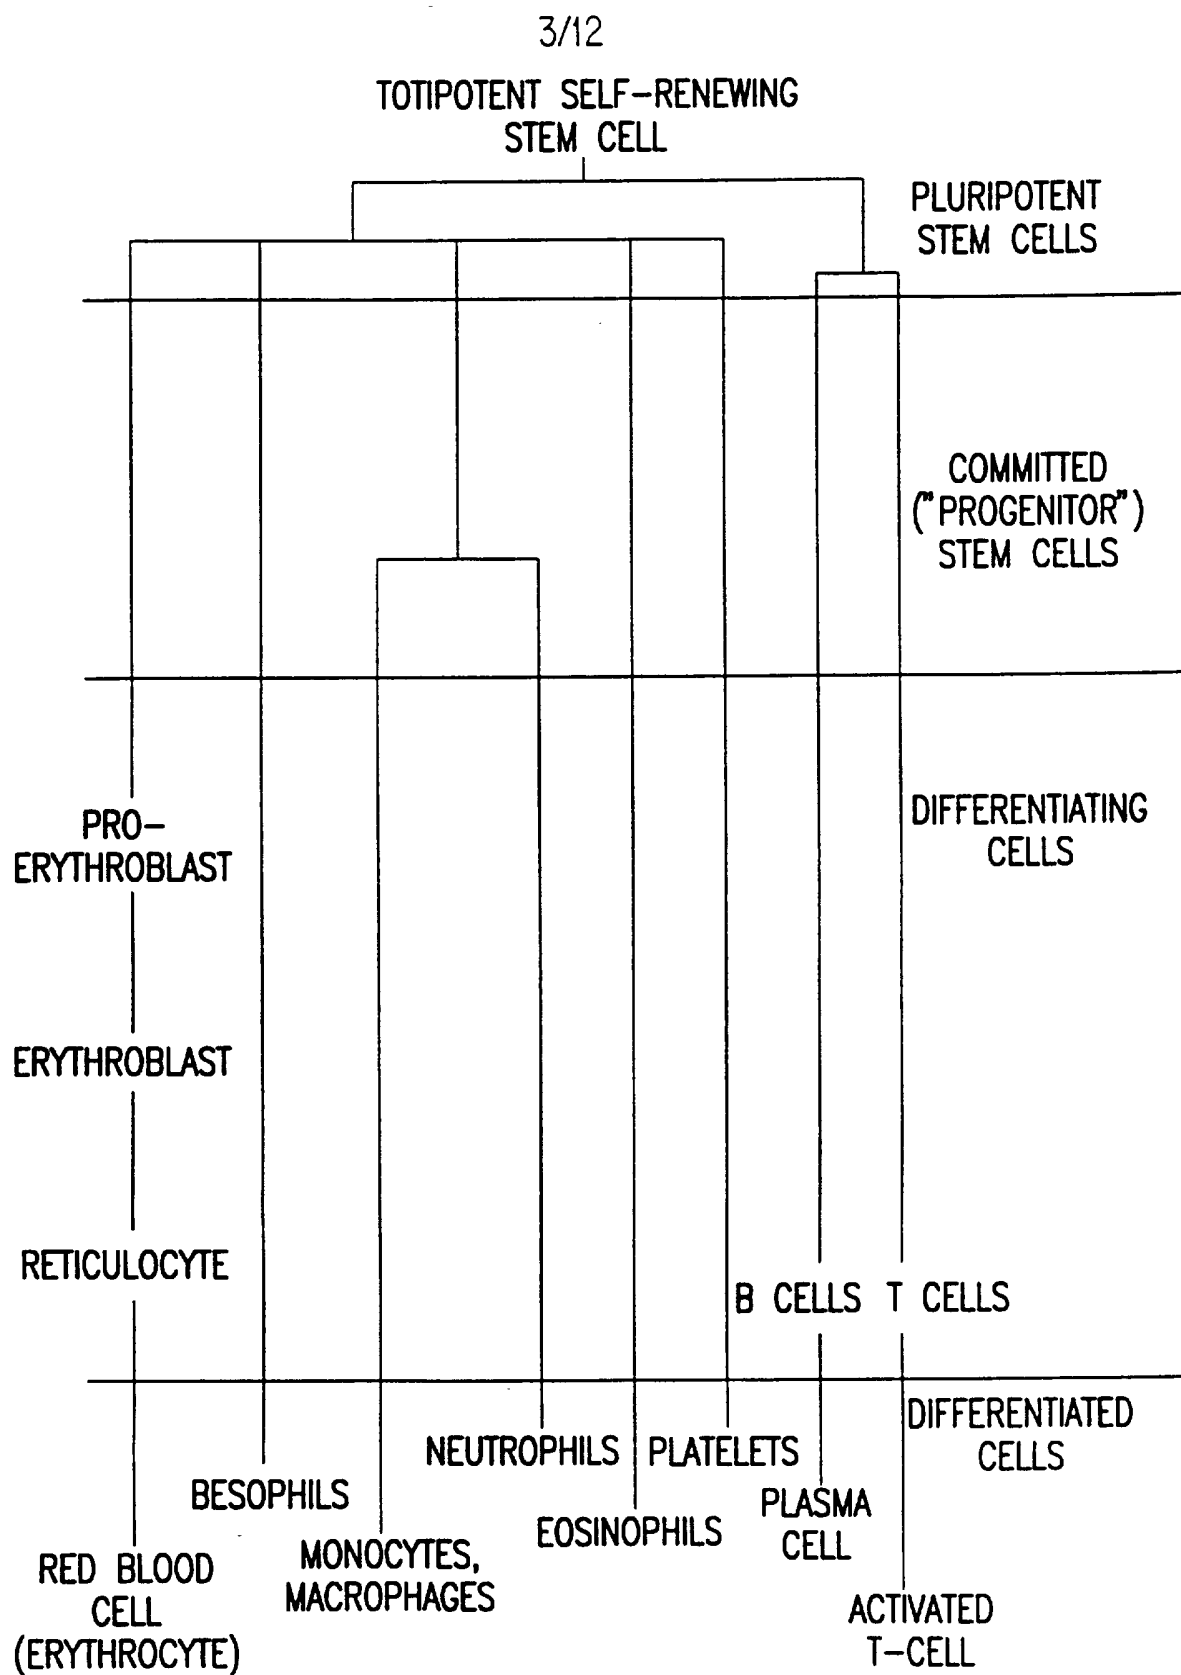 3/12
TOTIPOTENT SELF-RENEWING
STEM CELL
PLURIPOTENT
STEM CELLS
COMMITTED
("PROGENITOR")
STEM CELLS
PRO-
ERYTHROBLAST
DIFFERENTIATING
CELLS
ERYTHROBLAST
RETICULOCYTE
B CELLS T CELLS
DIFFERENTIATED
CELLS
NEUTROPHILS
PLATELETS
BESOPHILS
EOSINOPHILS
PLASMA
CELL
MONOCYTES,
MACROPHAGES
RED BLOOD
CELL
(ERYTHROCYTE)
ACTIVATED
T-CELL